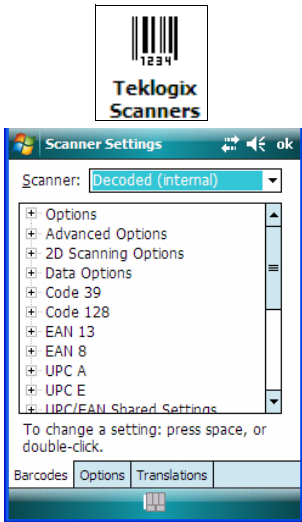 1234
Teklogix
Scanners
Scanner Settings ok
Scanner: Decoded (internal)
Options
Advanced Options
2D Scanning Options
Data Options
Code 39
Code 128
EAN 13
EAN 8
UPC A
UPC E
UPC/EAN Shared Settings
To change a setting: press space, or
double-click.
Barcodes Options Translations